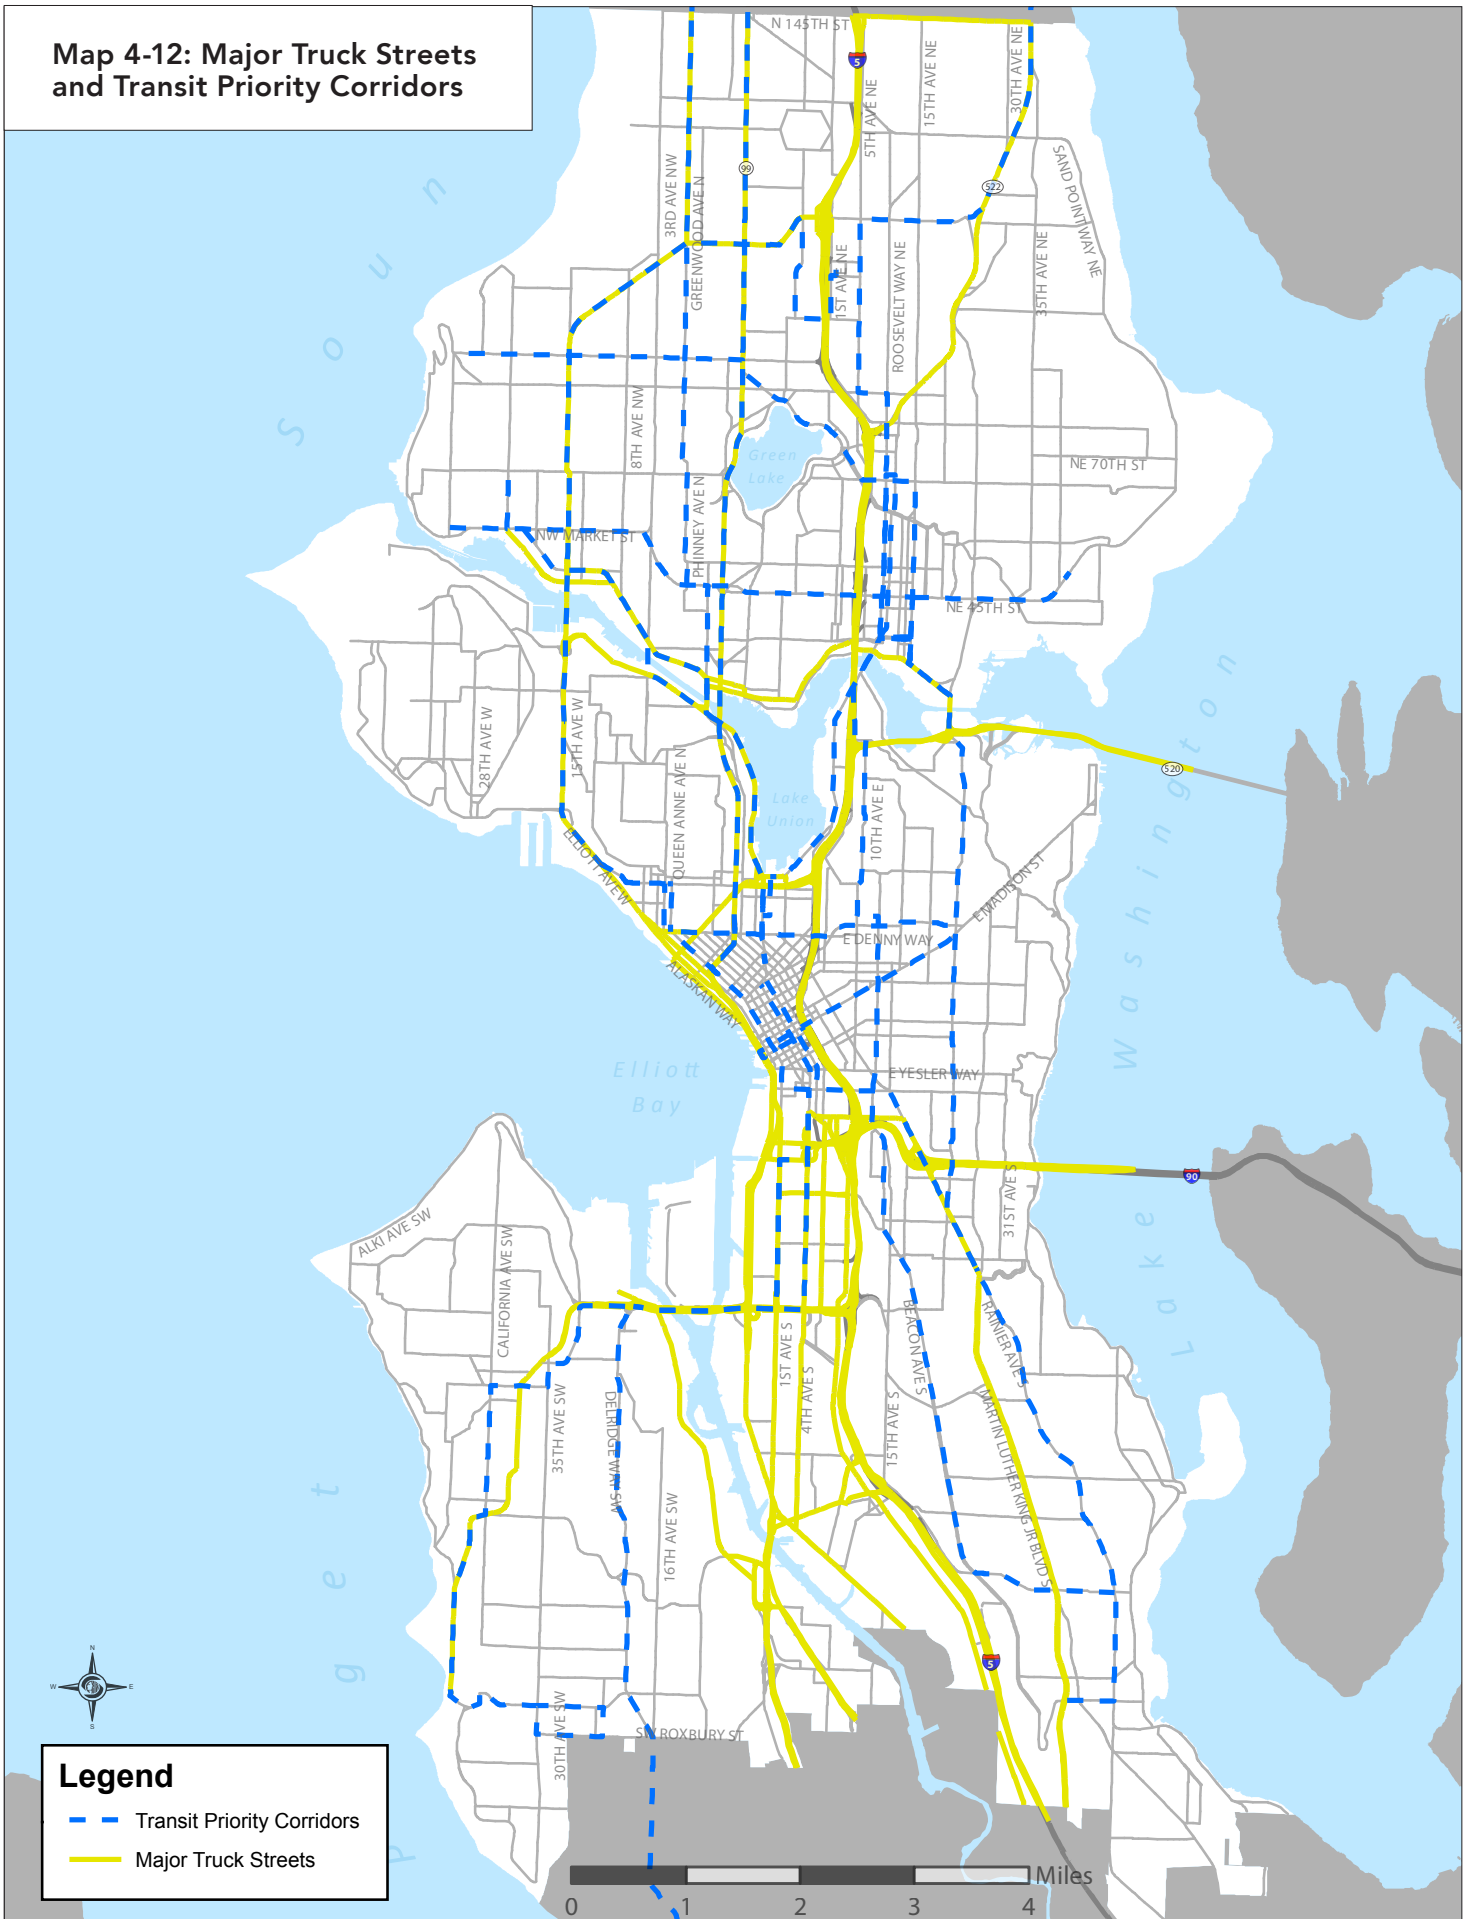 Map 4-12: Major Truck Streets
and Transit Priority Corridors
N 145TH ST
5
5TH AVE NE
15TH AVE NE
30TH AVE NE
99
522
SAND POINT WAY NE
3RD AVE NW
GREENWOOD AVE N
1ST AVE NE
ROOSEVELT WAY NE
35TH AVE NE
8TH AVE NW
Green
Lake
NE 70TH ST
PHINNEY AVE N
NW MARKET ST
NE 45TH ST
28TH AVE W
15TH AVE W
QUEEN ANNE AVE N
Lake
Union
10TH AVE E
520
ELLIOTT AVE W
E MADISON ST
E DENNY WAY
ALASKAN WAY
Elliott
Bay
E YESLER WAY
90
31ST AVE S
ALKI AVE SW
CALIFORNIA AVE SW
1ST AVE S
4TH AVE S
BEACON AVE S
RAINIER AVE S
35TH AVE SW
DELRIDGE WAY SW
15TH AVE S
MARTIN LUTHER KING JR BLVD S
16TH AVE SW
5
30TH AVE SW
SW ROXBURY ST
Puget Sound
Lake Washington
N
W E
S
Legend
Transit Priority Corridors
Major Truck Streets
Miles
0 1 2 3 4